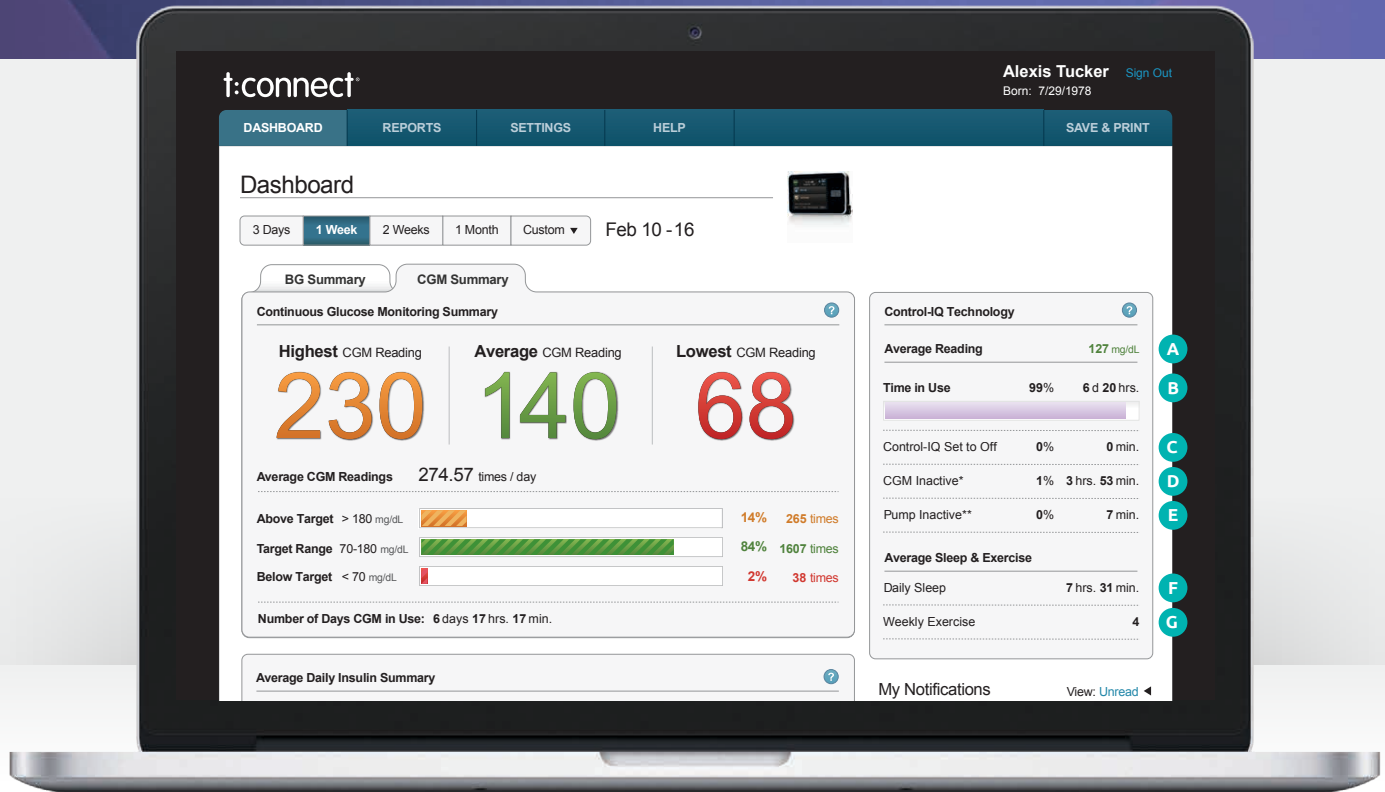 t:connect®
Alexis Tucker Sign Out
Born: 7/29/1978
DASHBOARD REPORTS SETTINGS HELP SAVE & PRINT
Dashboard
3 Days 1 Week 2 Weeks 1 Month Custom ▼ Feb 10 - 16
BG Summary CGM Summary
Continuous Glucose Monitoring Summary ?
Highest CGM Reading Average CGM Reading Lowest CGM Reading
230 140 68
Average CGM Readings 274.57 times / day
Above Target > 180 mg/dL 14% 265 times
Target Range 70-180 mg/dL 84% 1607 times
Below Target < 70 mg/dL 2% 38 times
Number of Days CGM in Use: 6 days 17 hrs. 17 min.
Average Daily Insulin Summary ?
Control-IQ Technology ?
Average Reading 127 mg/dL A
Time in Use 99% 6 d 20 hrs. B
Control-IQ Set to Off 0% 0 min. C
CGM Inactive* 1% 3 hrs. 53 min. D
Pump Inactive** 0% 7 min. E
Average Sleep & Exercise
Daily Sleep 7 hrs. 31 min. F
Weekly Exercise 4 G
My Notifications View: Unread ◀